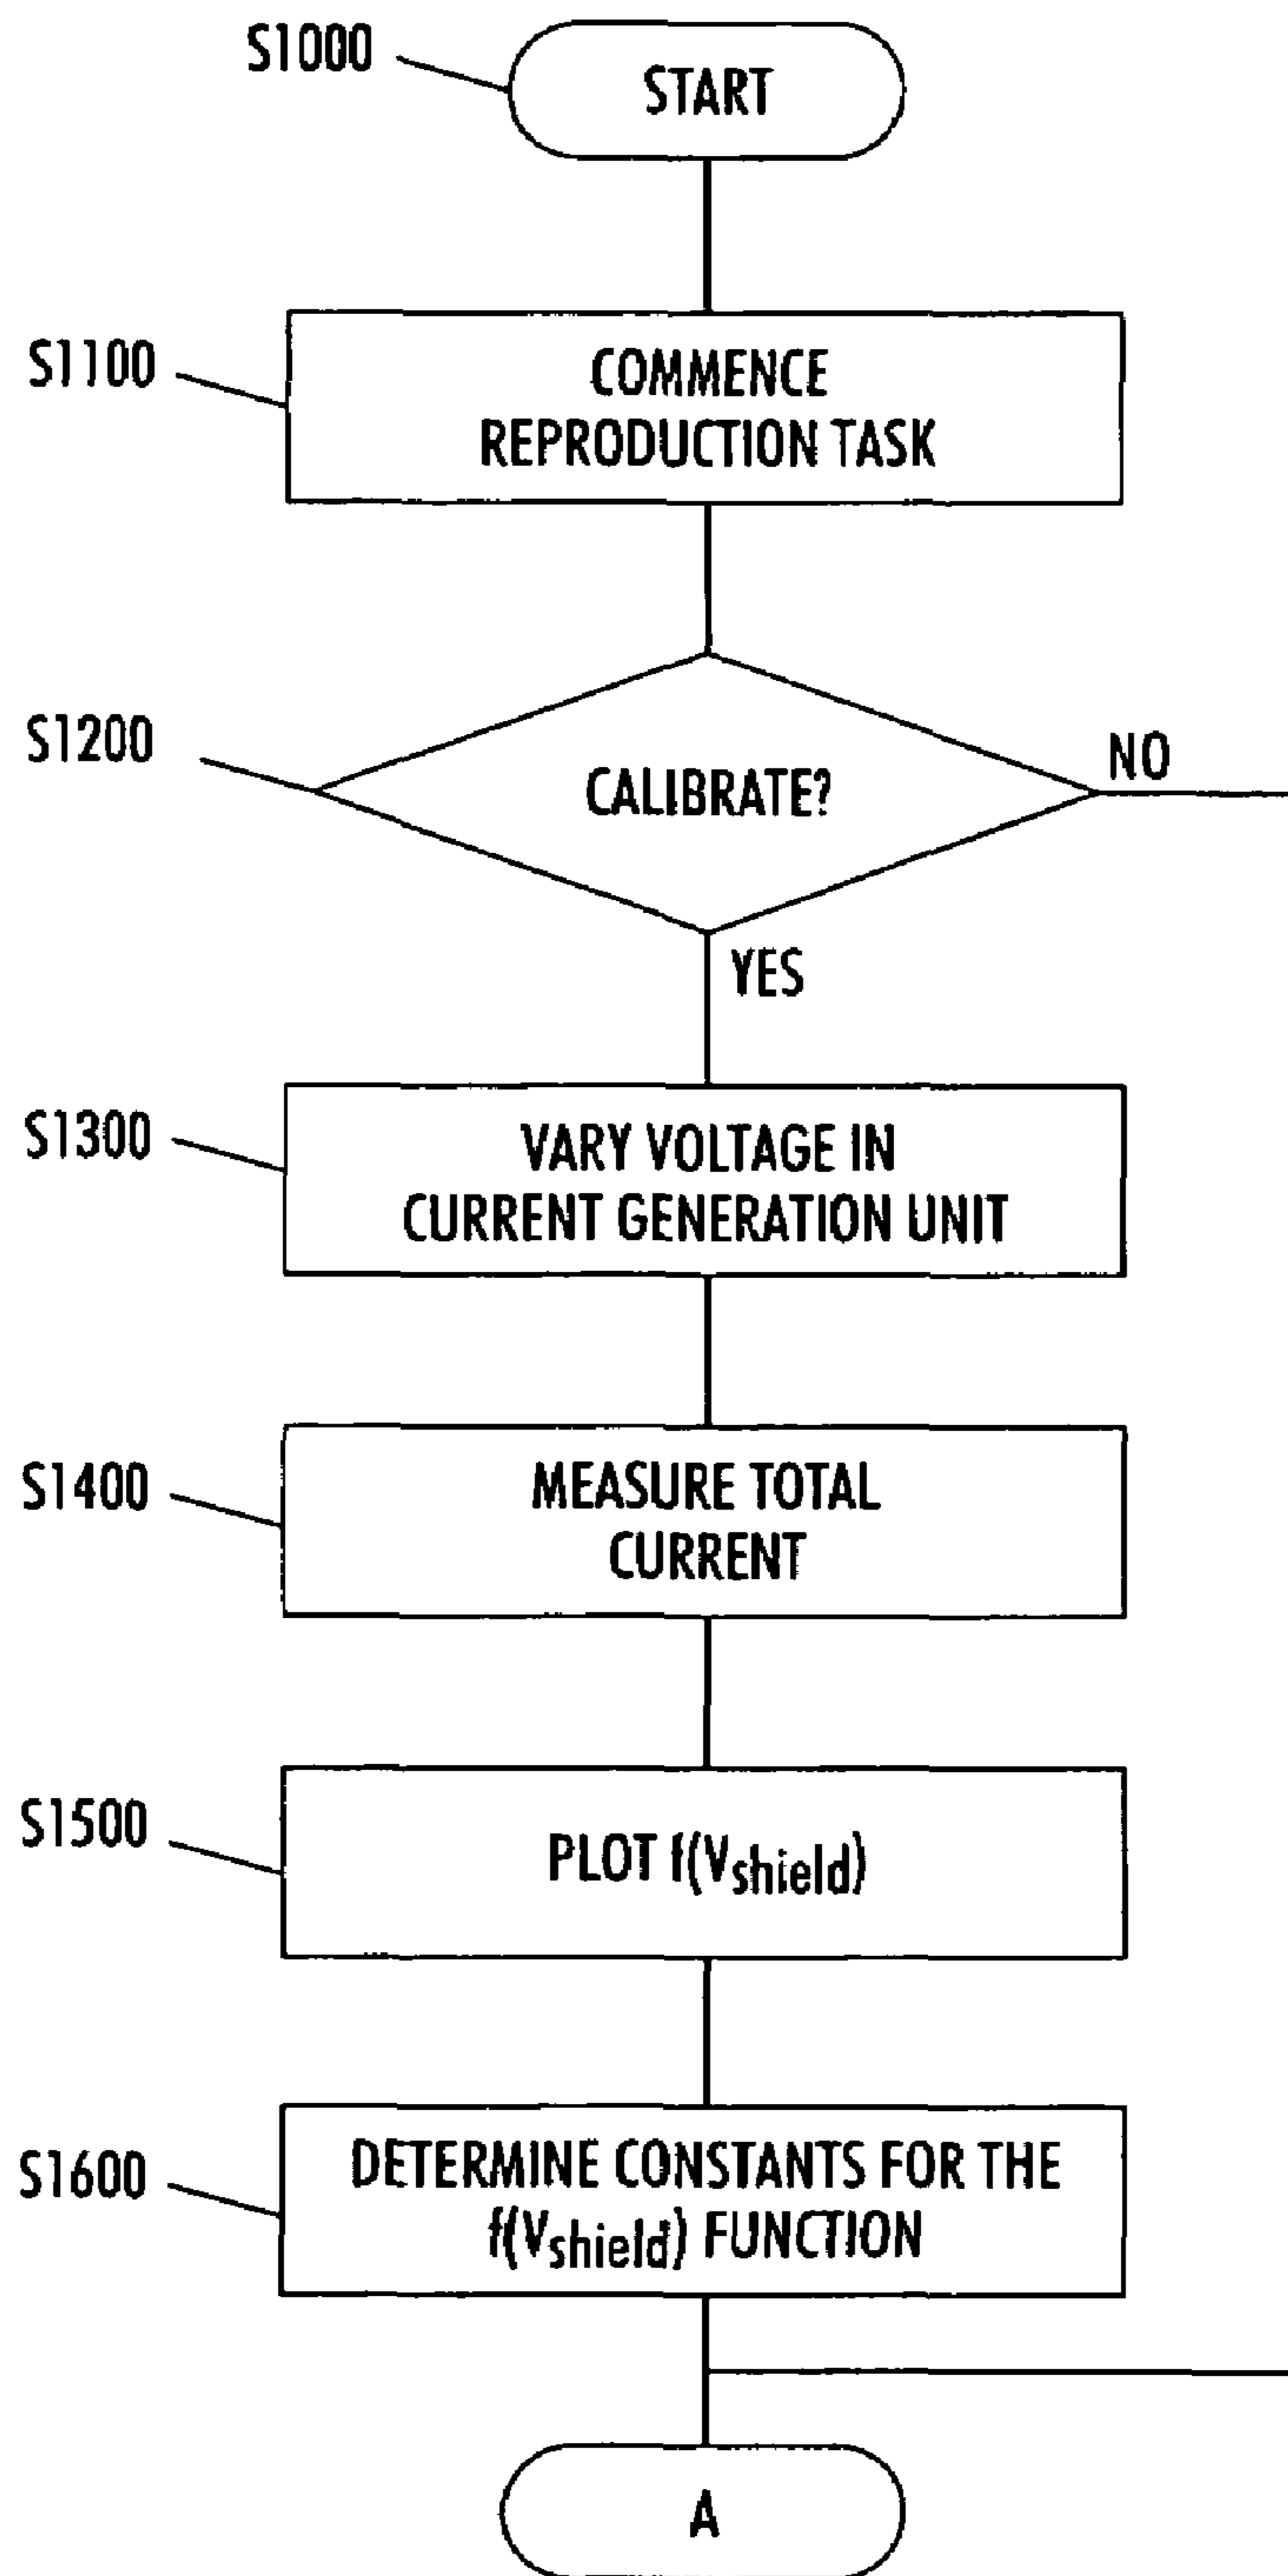 S1000
START
S1100
COMMENCE
REPRODUCTION TASK
S1200
CALIBRATE?
NO
YES
S1300
VARY VOLTAGE IN
CURRENT GENERATION UNIT
S1400
MEASURE TOTAL
CURRENT
S1500
PLOT f(Vshield)
S1600
DETERMINE CONSTANTS FOR THE
f(Vshield) FUNCTION
A